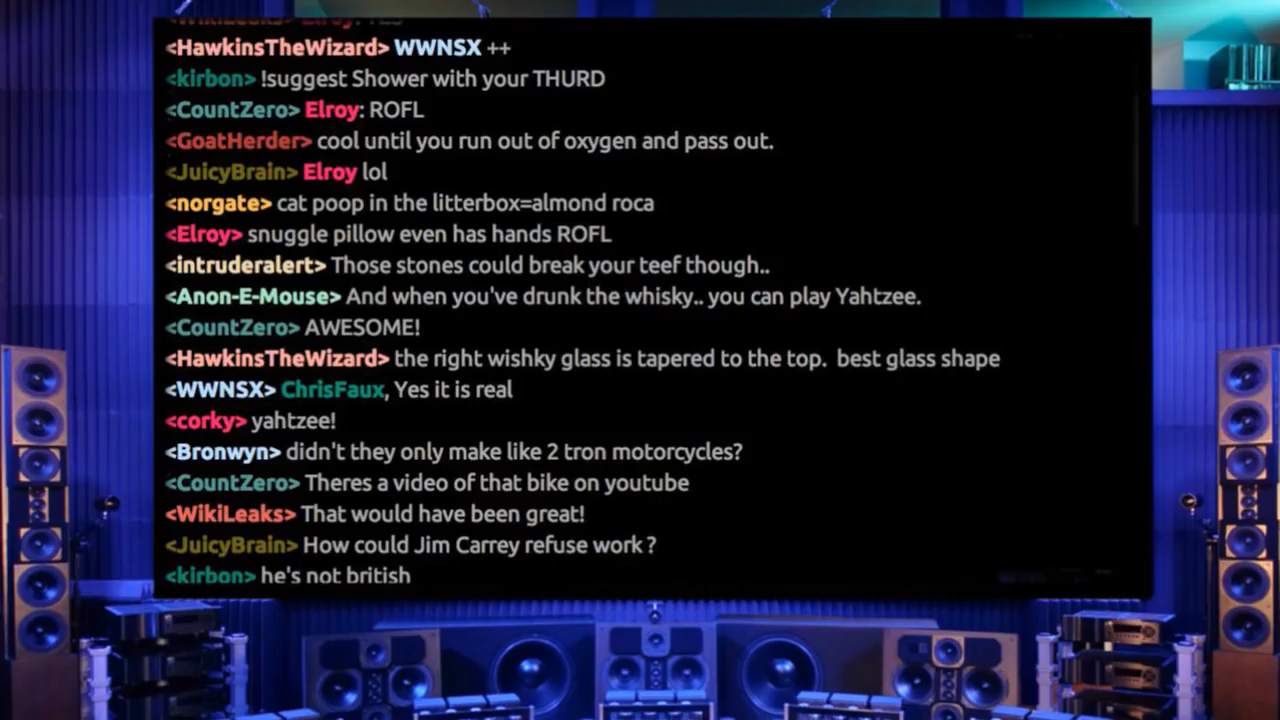 <WikiLeaks> Elroy: YES
<HawkinsTheWizard> WWNSX ++
<kirbon> !suggest Shower with your THURD
<CountZero> Elroy: ROFL
<GoatHerder> cool until you run out of oxygen and pass out.
<JuicyBrain> Elroy lol
<norgate> cat poop in the litterbox=almond roca
<Elroy> snuggle pillow even has hands ROFL
<intruderalert> Those stones could break your teef though..
<Anon-E-Mouse> And when you've drunk the whisky.. you can play Yahtzee.
<CountZero> AWESOME!
<HawkinsTheWizard> the right wishky glass is tapered to the top.  best glass shape
<WWNSX> ChrisFaux, Yes it is real
<corky> yahtzee!
<Bronwyn> didn't they only make like 2 tron motorcycles?
<CountZero> Theres a video of that bike on youtube
<WikiLeaks> That would have been great!
<JuicyBrain> How could Jim Carrey refuse work ?
<kirbon> he's not british